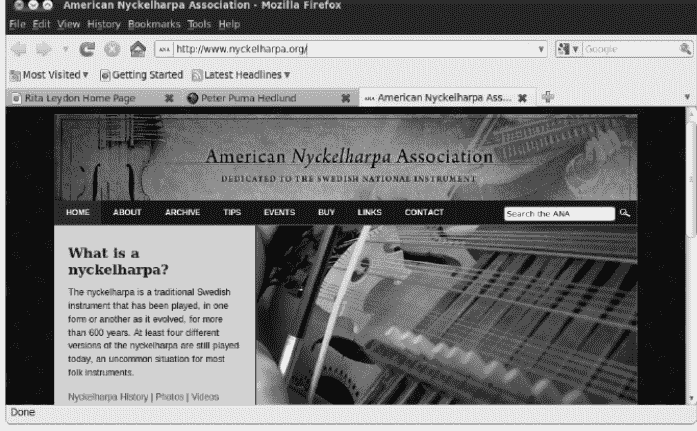 American Nyckelharpa Association - Mozilla Firefox
File Edit View History Bookmarks Tools Help
ANA http://www.nyckelharpa.org/ Google
Most Visited Getting Started Latest Headlines
Rita Leydon Home Page Peter Puma Hedlund ANA American Nyckelharpa Ass...
American Nyckelharpa Association
DEDICATED TO THE SWEDISH NATIONAL INSTRUMENT
HOME ABOUT ARCHIVE TIPS EVENTS BUY LINKS CONTACT Search the ANA
What is a
nyckelharpa?
The nyckelharpa is a traditional Swedish
instrument that has been played, in one
form or another as it evolved, for more
than 600 years. At least four different
versions of the nyckelharpa are still played
today, an uncommon situation for most
folk instruments.
Nyckelharpa History | Photos | Videos
Done